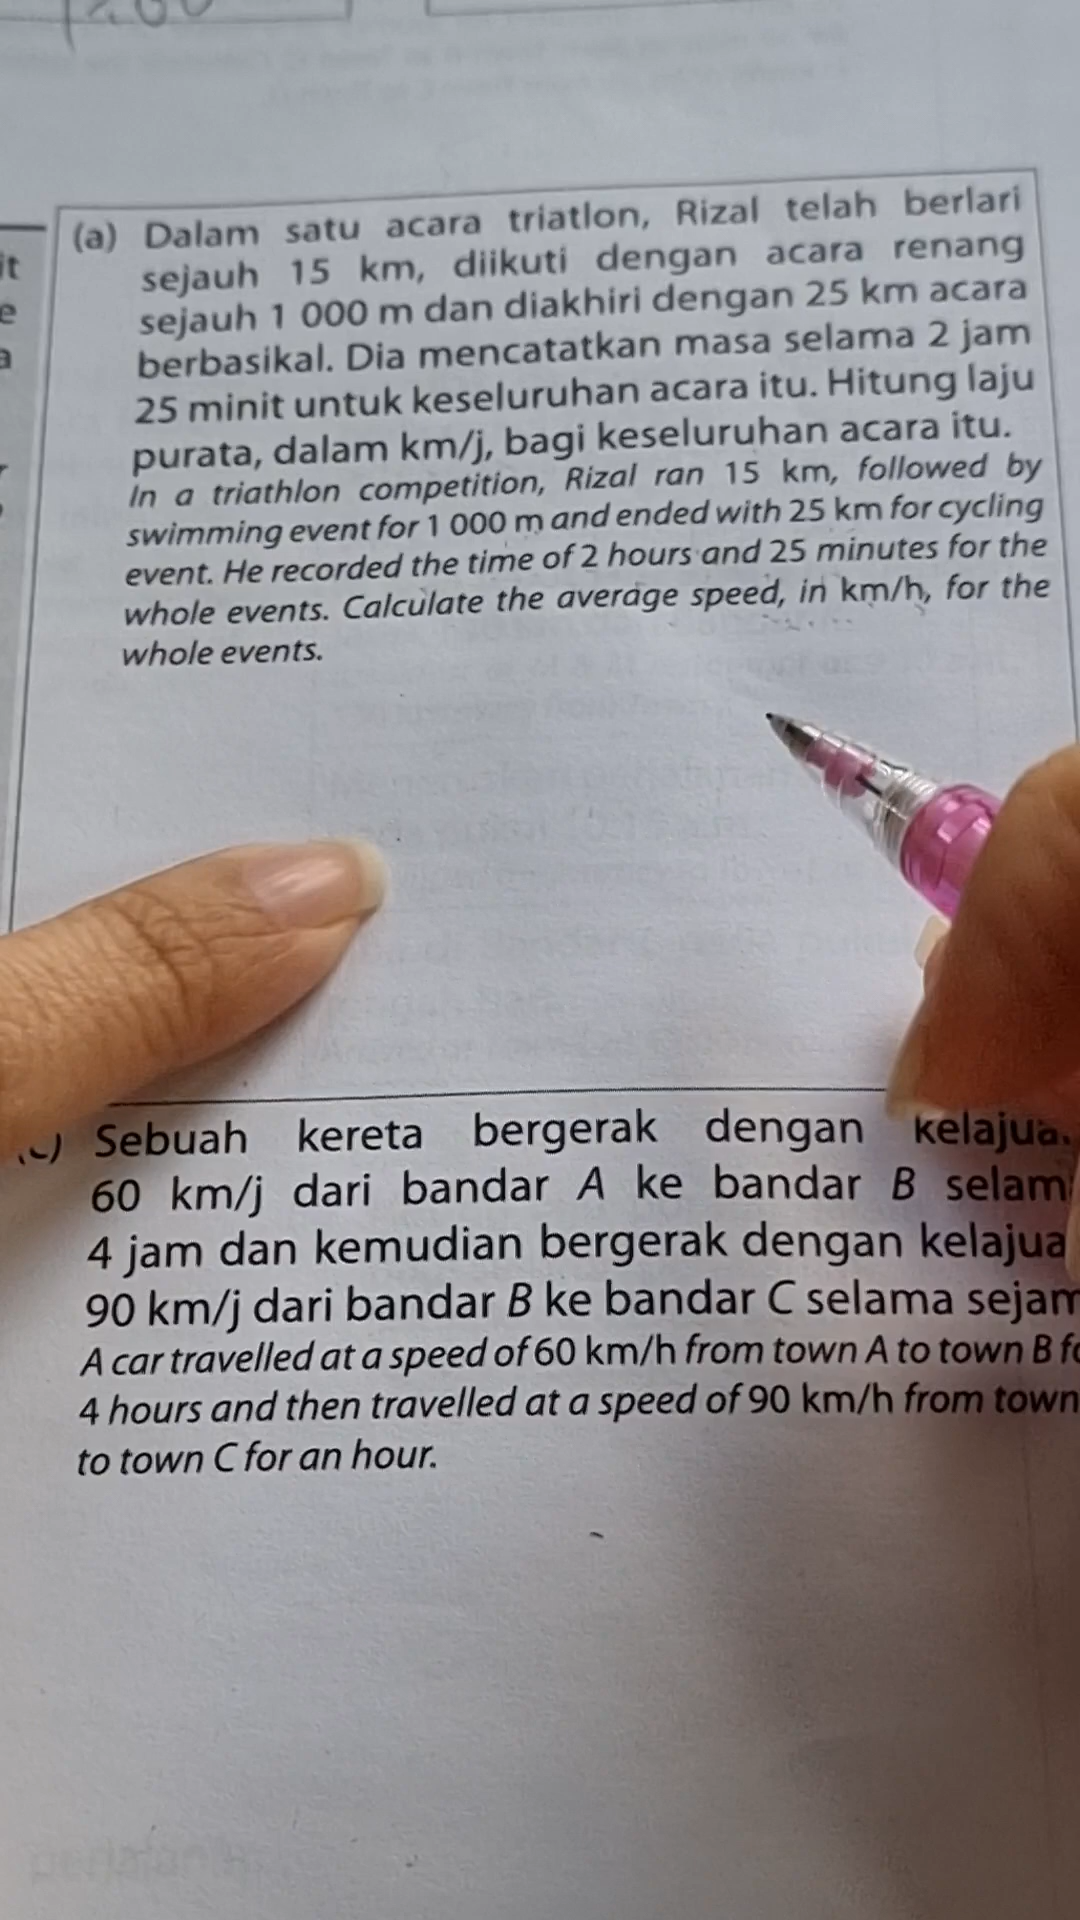 (a) Dalam satu acara triatlon, Rizal telah berlari
sejauh 15 km, diikuti dengan acara renang
sejauh 1 000 m dan diakhiri dengan 25 km acara
berbasikal. Dia mencatatkan masa selama 2 jam
25 minit untuk keseluruhan acara itu. Hitung laju
purata, dalam km/j, bagi keseluruhan acara itu.
In a triathlon competition, Rizal ran 15 km, followed by
swimming event for 1 000 m and ended with 25 km for cycling
event. He recorded the time of 2 hours and 25 minutes for the
whole events. Calculate the average speed, in km/h, for the
whole events.
Sebuah kereta bergerak dengan
60 km/j dari bandar A ke bandar B
4 jam dan kemudian bergerak dengan
90 km/j dari bandar B ke bandar C selama
A car travelled at a speed of 60 km/h from town A to town B
4 hours and then travelled at a speed of 90 km/h from town
to town C for an hour.